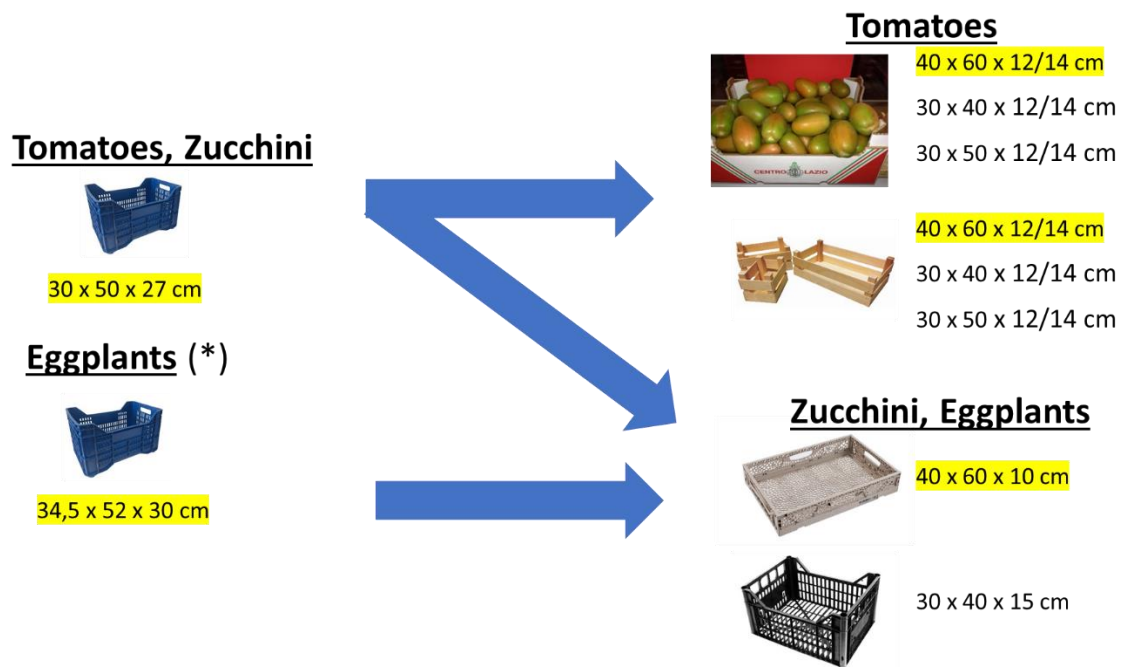 Tomatoes, Zucchini
30 x 50 x 27 cm
Eggplants (*)
34,5 x 52 x 30 cm
Tomatoes
CENTRO LAZIO
40 x 60 x 12/14 cm
30 x 40 x 12/14 cm
30 x 50 x 12/14 cm
40 x 60 x 12/14 cm
30 x 40 x 12/14 cm
30 x 50 x 12/14 cm
Zucchini, Eggplants
40 x 60 x 10 cm
30 x 40 x 15 cm